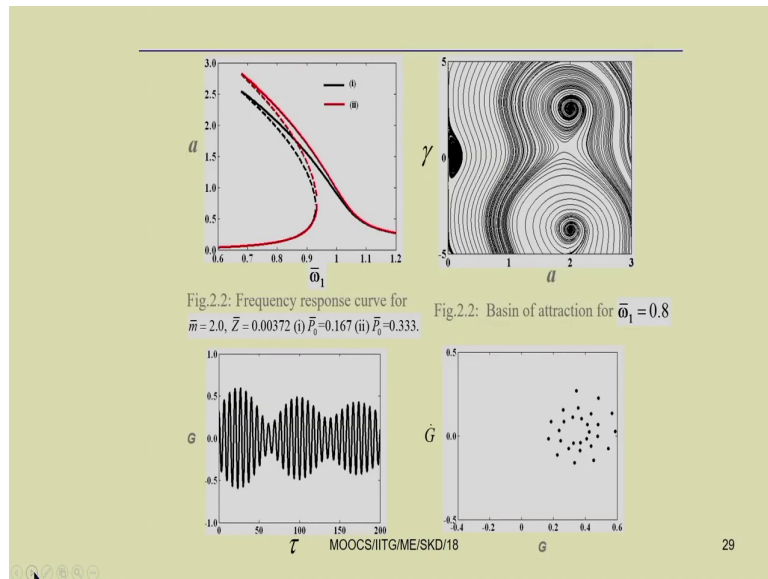 3.0
2.5
2.0
1.5
1.0
0.5
0.0
a
(i)
(ii)
0.6 0.7 0.8 0.9 1 1.1 1.2
ω̄₁
5
0
-5
γ
0 1 2 3
a
Fig.2.2: Frequency response curve for
m̄ = 2.0, Z̄ = 0.00372 (i) P̄₀=0.167 (ii) P̄₀=0.333.
Fig.2.2: Basin of attraction for ω̄₁ = 0.8
1.0
0.5
0.0
-0.5
-1.0
G
0 50 100 150 200
τ
0.5
0.0
-0.5
Ġ
-0.4 -0.2 0 0.2 0.4 0.6
G
MOOCS/IITG/ME/SKD/18
29